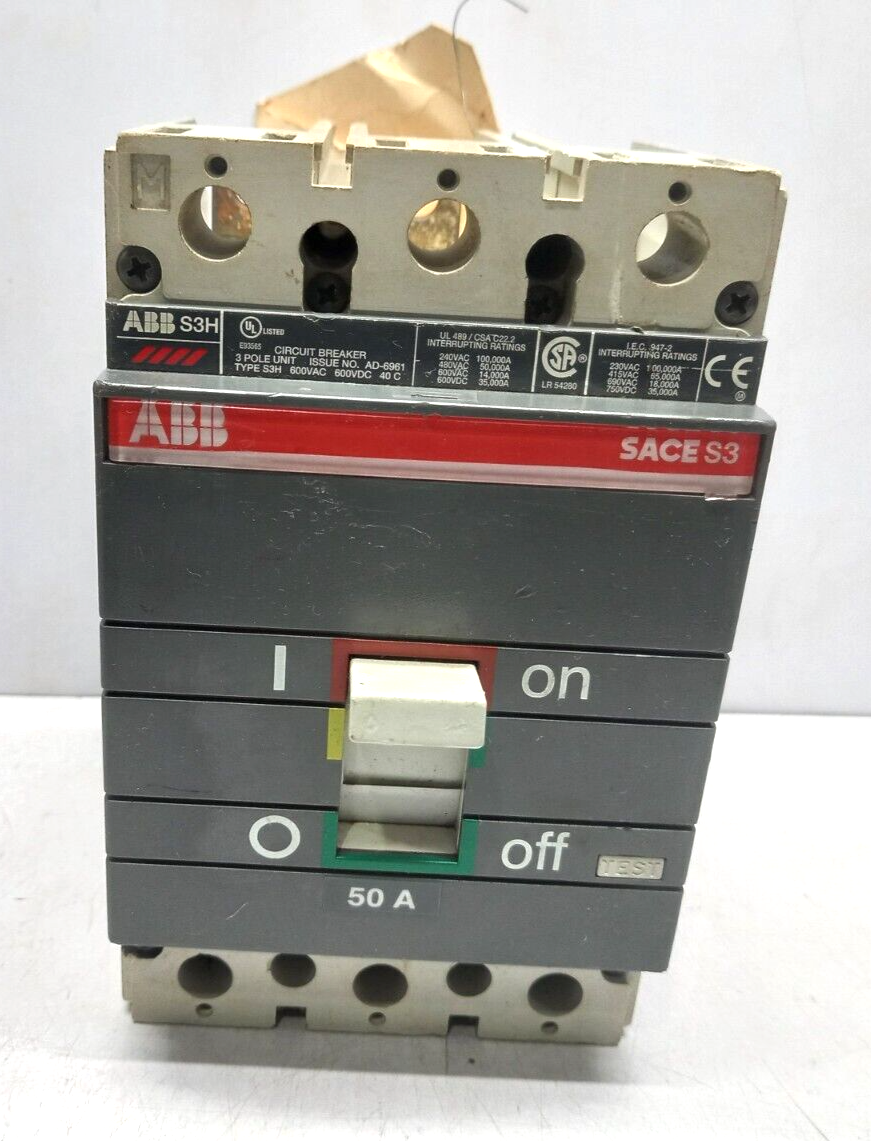 M
ABB S3H
UL LISTED
E93565
CIRCUIT BREAKER
3 POLE UNIT ISSUE NO. AD-6961
TYPE S3H 600VAC 600VDC 40 C
UL 489 / CSA C22.2
INTERRUPTING RATINGS
240VAC 100,000A
480VAC 50,000A
600VAC 14,000A
600VDC 35,000A
CSA ®
LR 54280
I.E.C. 947-2
INTERRUPTING RATINGS
230VAC 100,000A
415VAC 65,000A
690VAC 18,000A
750VDC 35,000A
CE
M
ABB
SACE S3
I on
O off
TEST
50 A